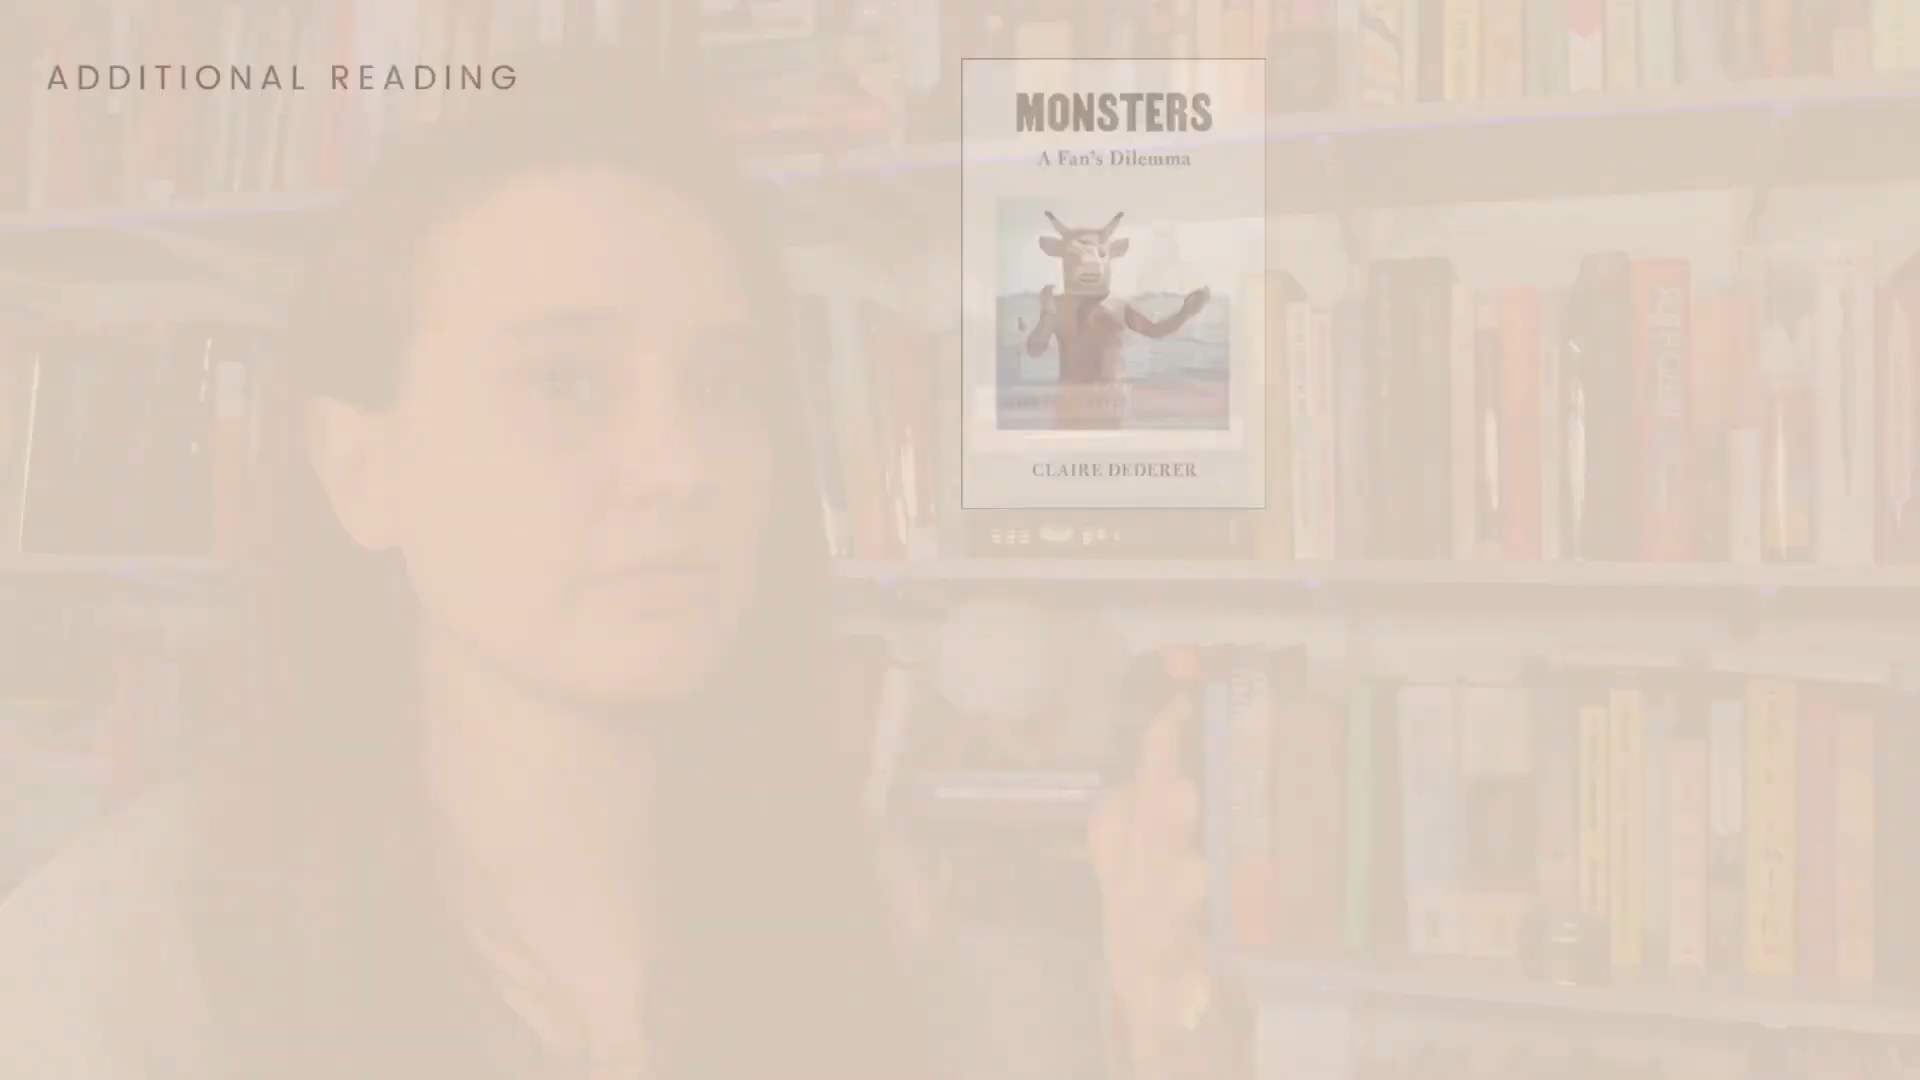 ADDITIONAL READING
MONSTERS
A Fan's Dilemma
CLAIRE DEDERER